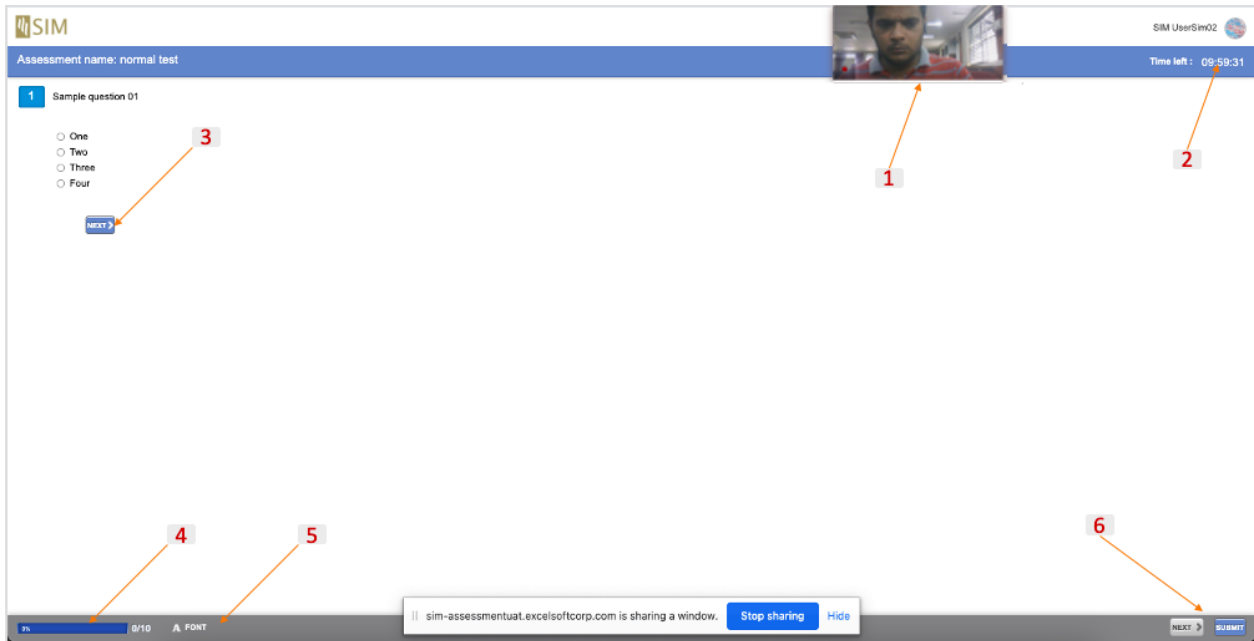 SIM
SIM UserSim02
Assessment name: normal test
Time left : 09:59:31
1 Sample question 01
One
Two
Three
Four
NEXT
1
2
3
4
5
6
0/10
A FONT
sim-assessmentuat.excelsoftcorp.com is sharing a window. Stop sharing Hide
NEXT
SUBMIT